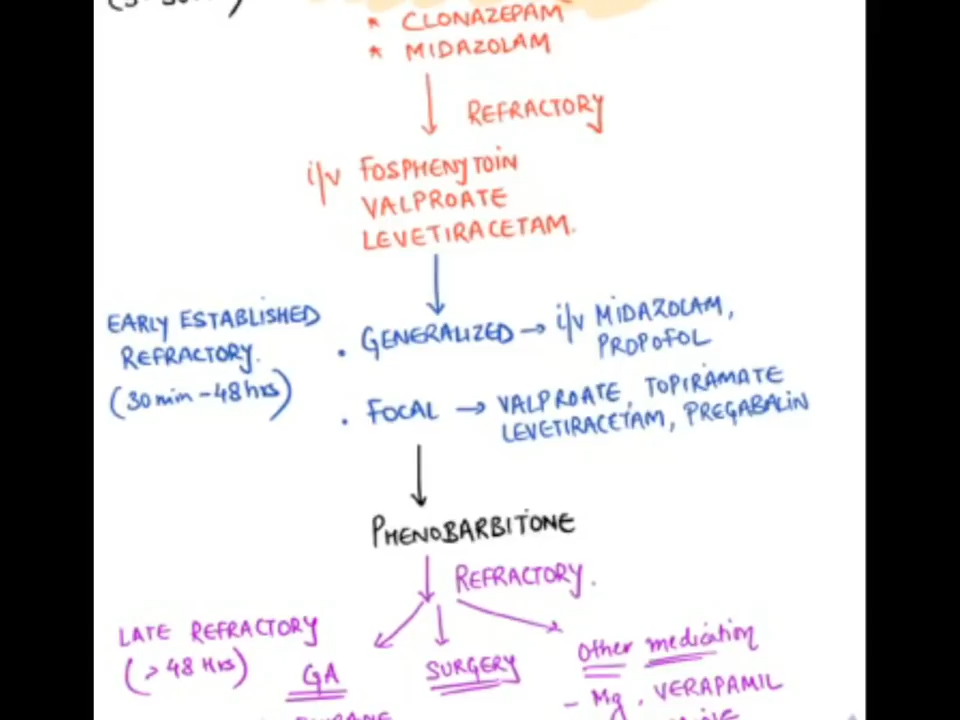 * CLONAZEPAM
* MIDAZOLAM
REFRACTORY
i/v FOSPHENYTOIN
VALPROATE
LEVETIRACETAM.
EARLY ESTABLISHED
REFRACTORY.
(30 min - 48 hrs)
. GENERALIZED → i/v MIDAZOLAM,
PROPOFOL
. FOCAL → VALPROATE, TOPIRAMATE
LEVETIRACETAM, PREGABALIN
PHENOBARBITONE
REFRACTORY.
LATE REFRACTORY
(> 48 Hrs)
GA
SURGERY
Other medication
- Mg, VERAPAMIL